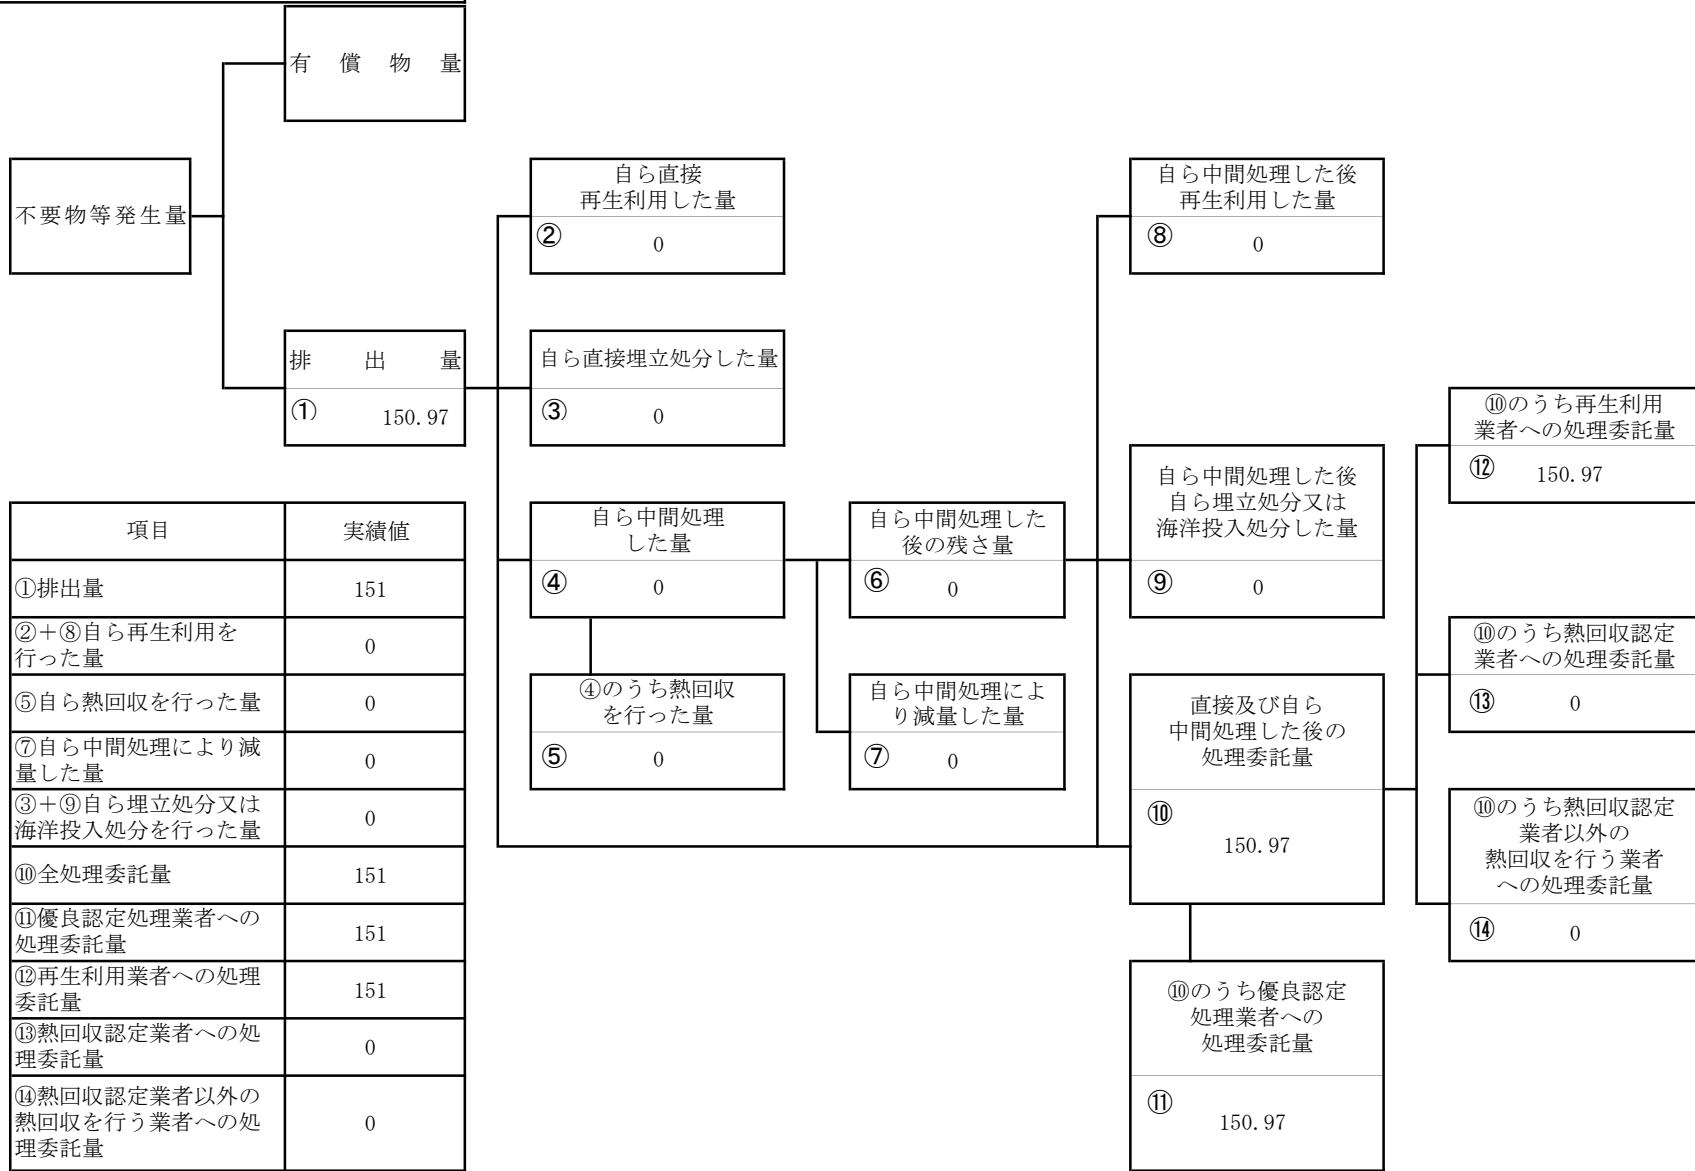 有償物量
不要物等発生量
排出量
① 150.97
自ら直接
再生利用した量
② 0
自ら直接埋立処分した量
③ 0
自ら中間処理
した量
④ 0
④のうち熱回収
を行った量
⑤ 0
自ら中間処理した
後の残さ量
⑥ 0
自ら中間処理によ
り減量した量
⑦ 0
自ら中間処理した後
再生利用した量
⑧ 0
自ら中間処理した後
自ら埋立処分又は
海洋投入処分した量
⑨ 0
直接及び自ら
中間処理した後の
処理委託量
⑩
150.97
⑩のうち優良認定
処理業者への
処理委託量
⑪
150.97
⑩のうち再生利用
業者への処理委託量
⑫ 150.97
⑩のうち熱回収認定
業者への処理委託量
⑬ 0
⑩のうち熱回収認定
業者以外の
熱回収を行う業者
への処理委託量
⑭ 0
項目 実績値
①排出量 151
②+⑧自ら再生利用を
行った量 0
⑤自ら熱回収を行った量 0
⑦自ら中間処理により減
量した量 0
③+⑨自ら埋立処分又は
海洋投入処分を行った量 0
⑩全処理委託量 151
⑪優良認定処理業者への
処理委託量 151
⑫再生利用業者への処理
委託量 151
⑬熱回収認定業者への処
理委託量 0
⑭熱回収認定業者以外の
熱回収を行う業者への処
理委託量 0